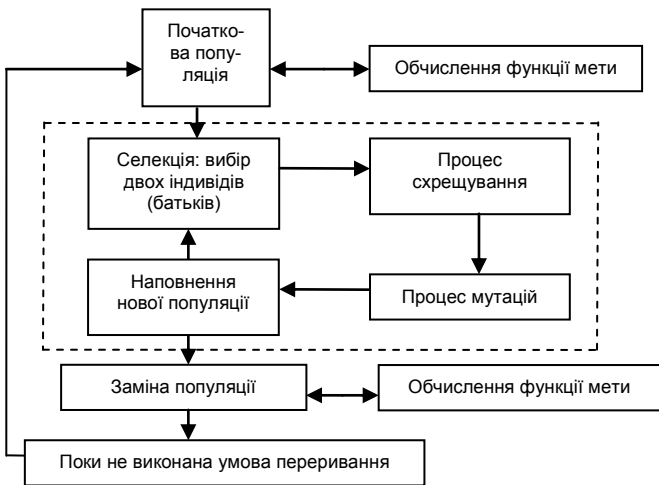 Початко-
ва попу-
ляція
Обчислення функції мети
Селекція: вибір
двох індивідів
(батьків)
Процес
схрещування
Наповнення
нової популяції
Процес мутацій
Заміна популяції
Обчислення функції мети
Поки не виконана умова переривання